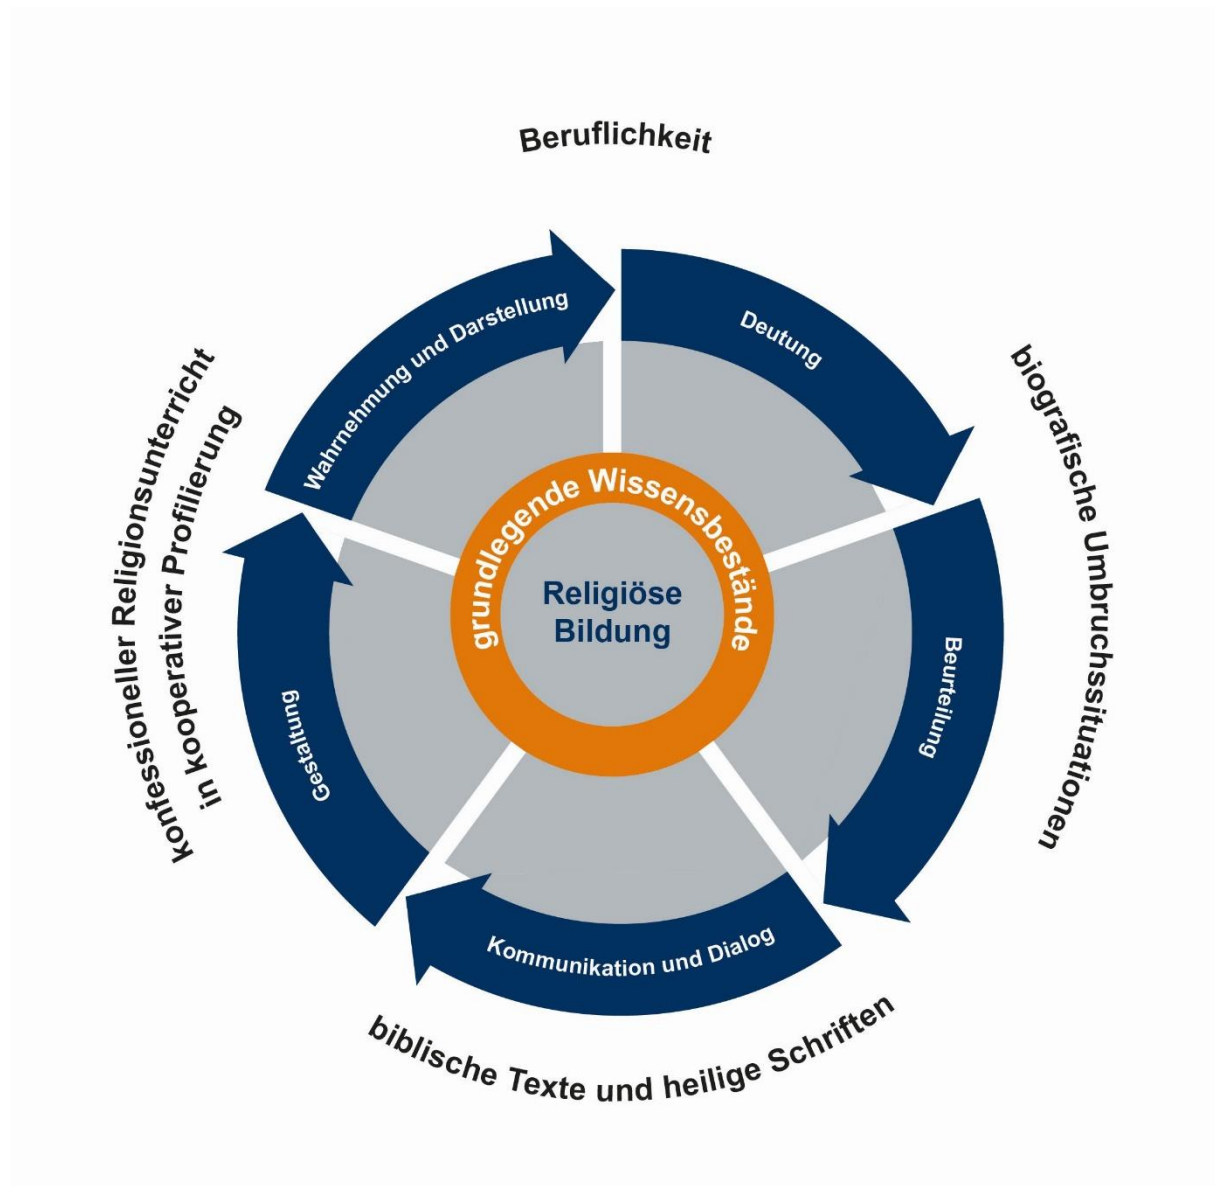 Beruflichkeit
Wahrnehmung und Darstellung
Deutung
biografische Umbruchssituationen
konfessioneller Religionsunterricht
in kooperativer Profilierung
grundlegende Wissensbestände
Religiöse
Bildung
Beurteilung
Gestaltung
Kommunikation und Dialog
biblische Texte und heilige Schriften